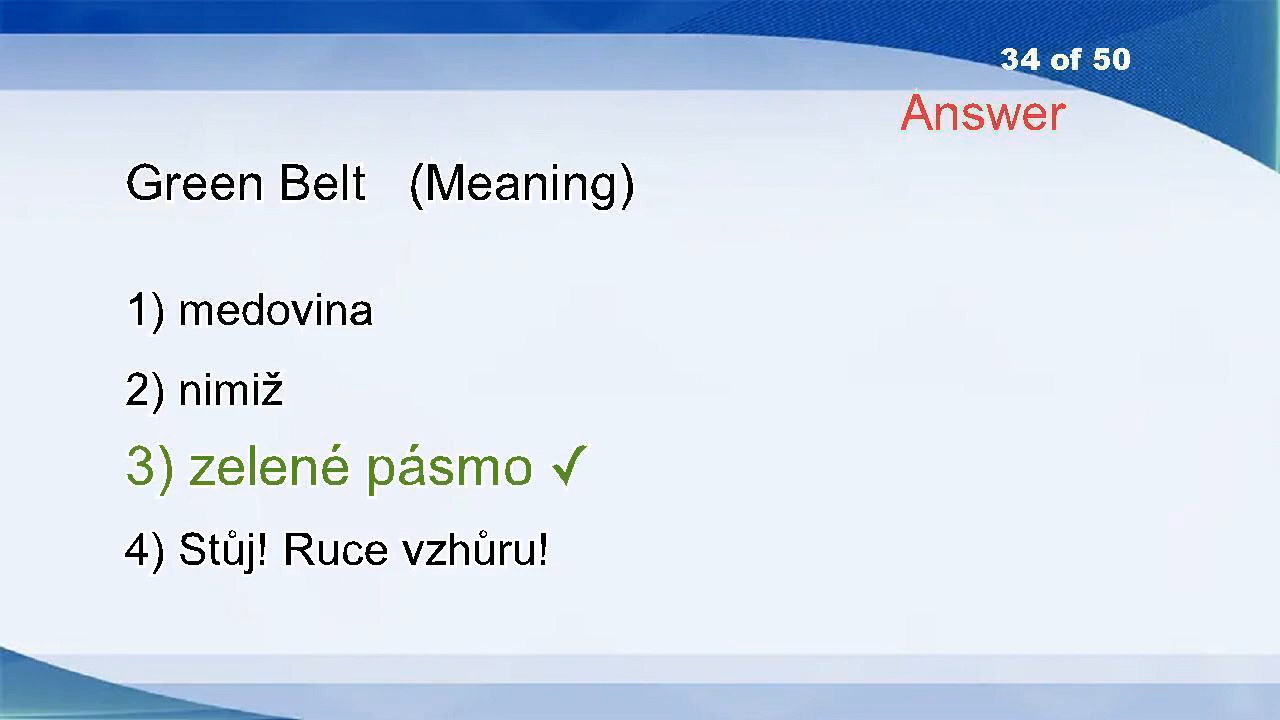 34 of 50
Answer
Green Belt (Meaning)
1) medovina
2) nimiž
3) zelené pásmo ✓
4) Stůj! Ruce vzhůru!